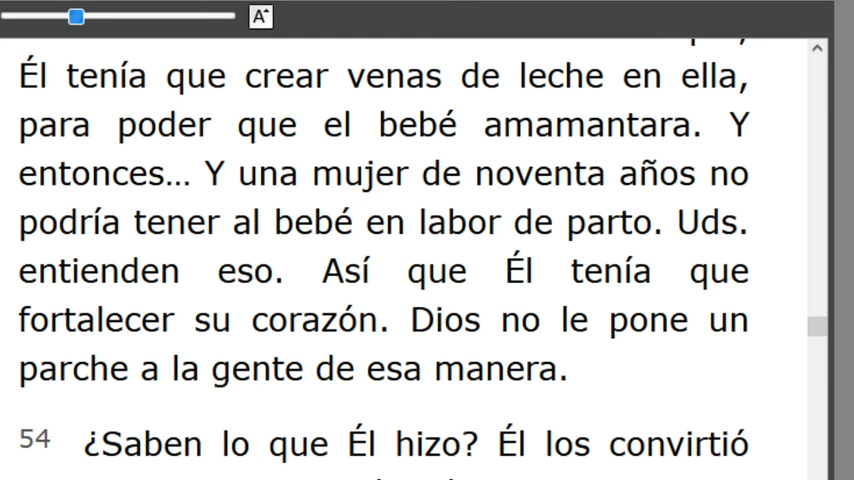 A
Él tenía que crear venas de leche en ella,
para poder que el bebé amamantara. Y
entonces... Y una mujer de noventa años no
podría tener al bebé en labor de parto. Uds.
entienden eso. Así que Él tenía que
fortalecer su corazón. Dios no le pone un
parche a la gente de esa manera.
54 ¿Saben lo que Él hizo? Él los convirtió